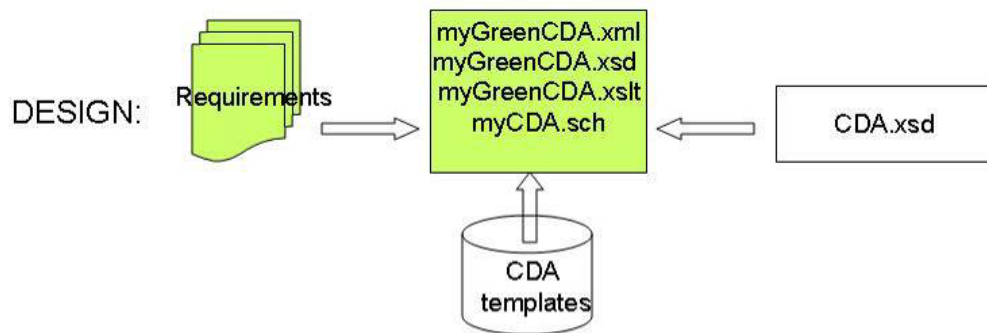 DESIGN:
Requirements
myGreenCDA.xml
myGreenCDA.xsd
myGreenCDA.xslt
myCDA.sch
CDA.xsd
CDA
templates